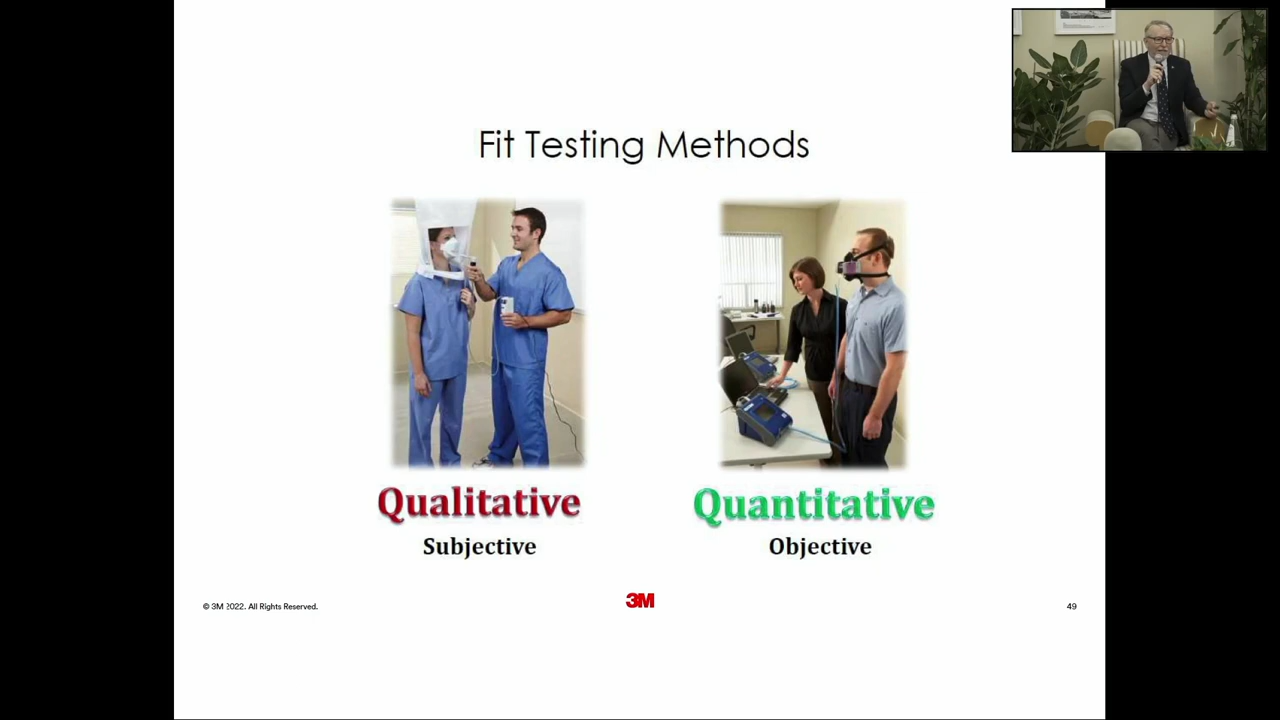 Fit Testing Methods
Qualitative
Quantitative
Subjective
Objective
© 3M 2022. All Rights Reserved.
3M
49